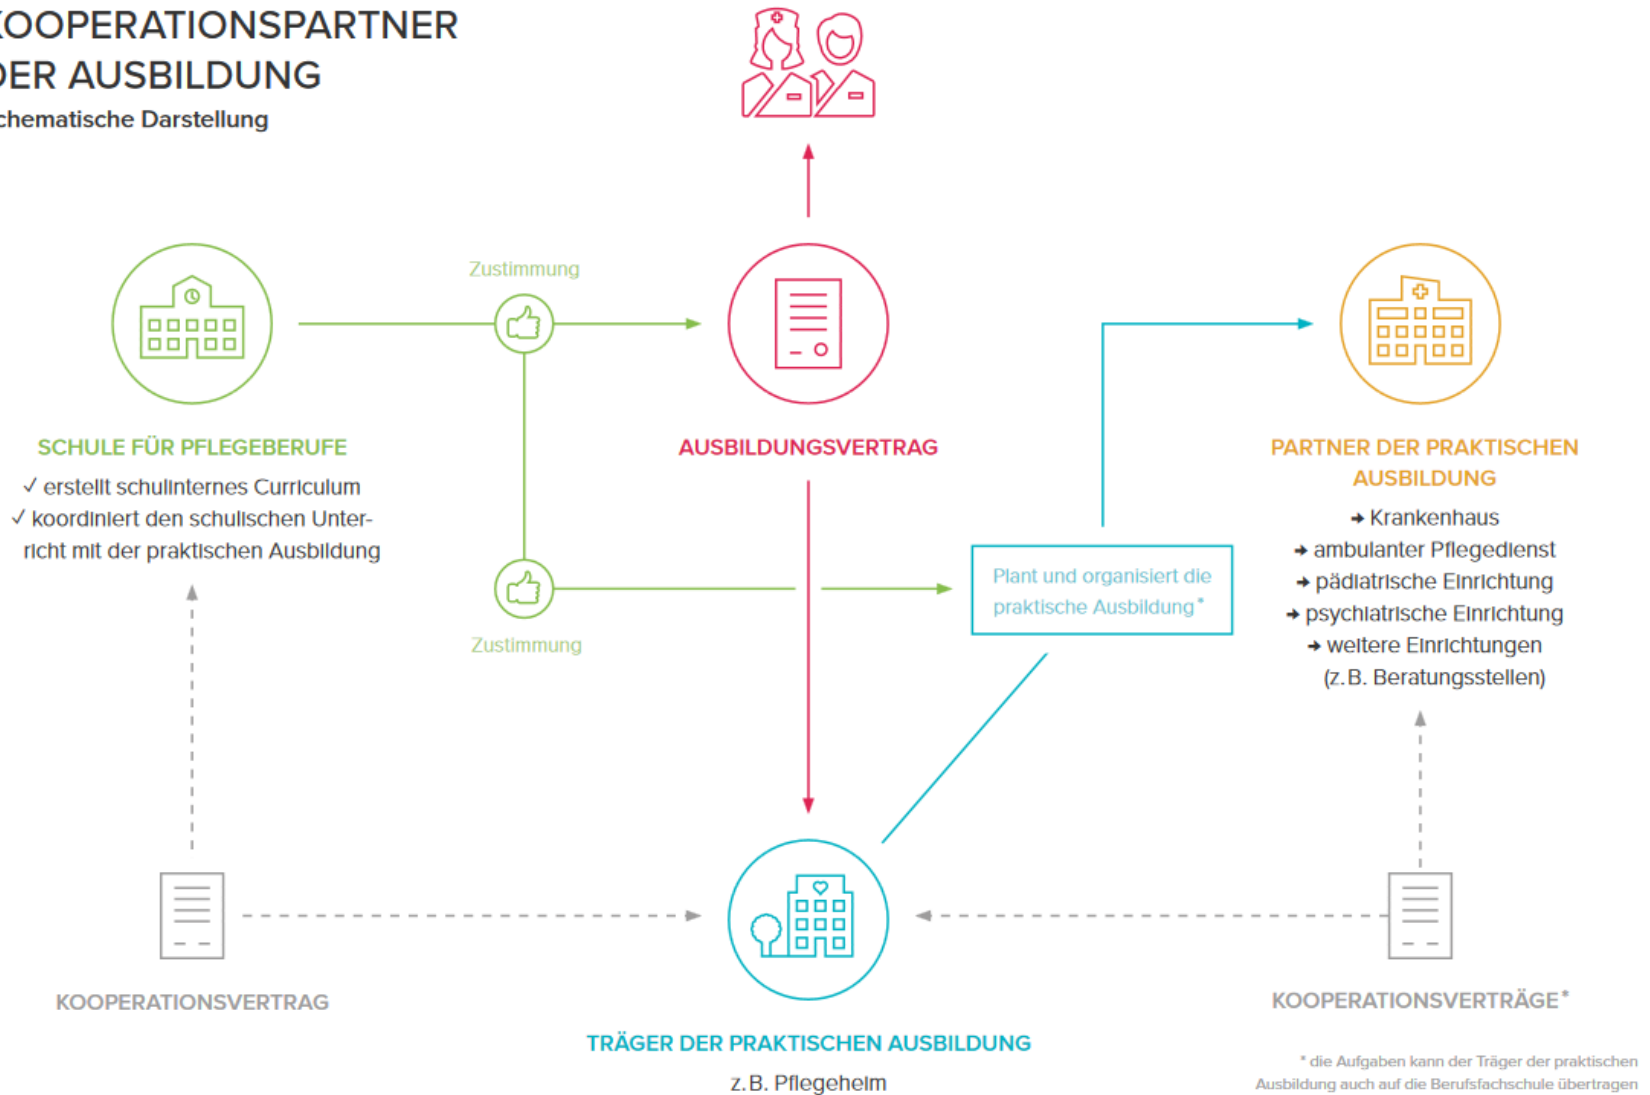 KOOPERATIONSPARTNER
DER AUSBILDUNG
chematische Darstellung
Zustimmung
SCHULE FÜR PFLEGEBERUFE
✓ erstellt schulinternes Curriculum
✓ koordiniert den schulischen Unter-
richt mit der praktischen Ausbildung
AUSBILDUNGSVERTRAG
PARTNER DER PRAKTISCHEN
AUSBILDUNG
→ Krankenhaus
→ ambulanter Pflegedienst
→ pädiatrische Einrichtung
→ psychiatrische Einrichtung
→ weitere Einrichtungen
(z.B. Beratungsstellen)
Plant und organisiert die
praktische Ausbildung*
Zustimmung
KOOPERATIONSVERTRAG
KOOPERATIONSVERTRÄGE*
TRÄGER DER PRAKTISCHEN AUSBILDUNG
z.B. Pflegeheim
* die Aufgaben kann der Träger der praktischen
Ausbildung auch auf die Berufsfachschule übertragen